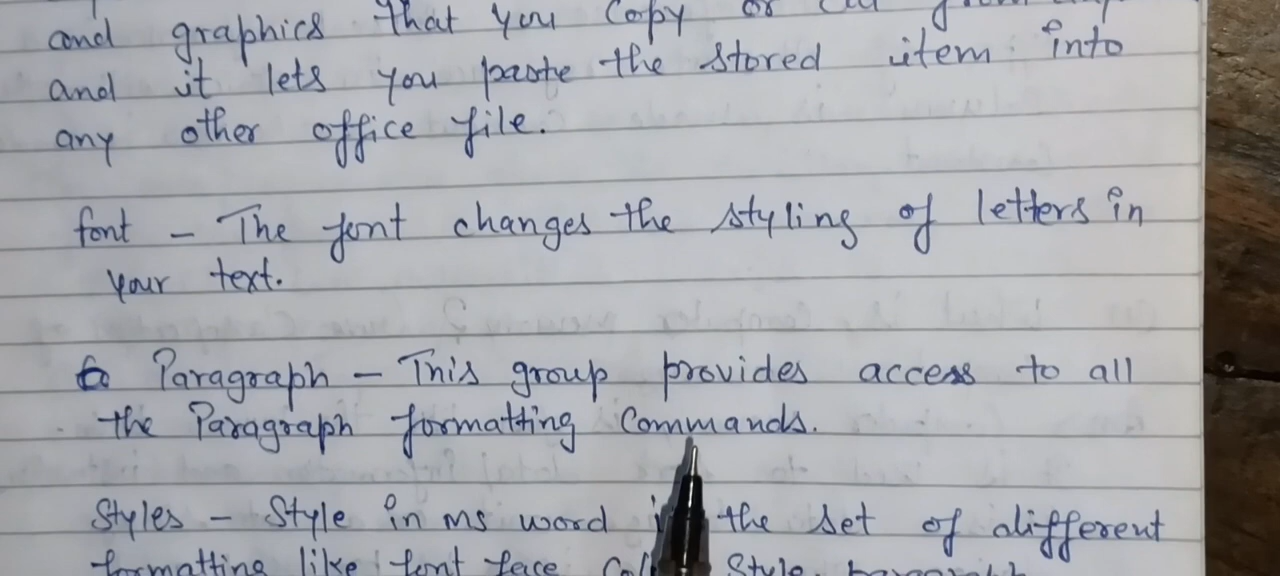 and graphics that you copy or
and it lets you paste the stored item into
any other office file.
font - The font changes the styling of letters in
your text.
Paragraph - This group provides access to all
the Paragraph formatting Commands.
Styles - Style in ms word the set of different
formatting like font face Style,